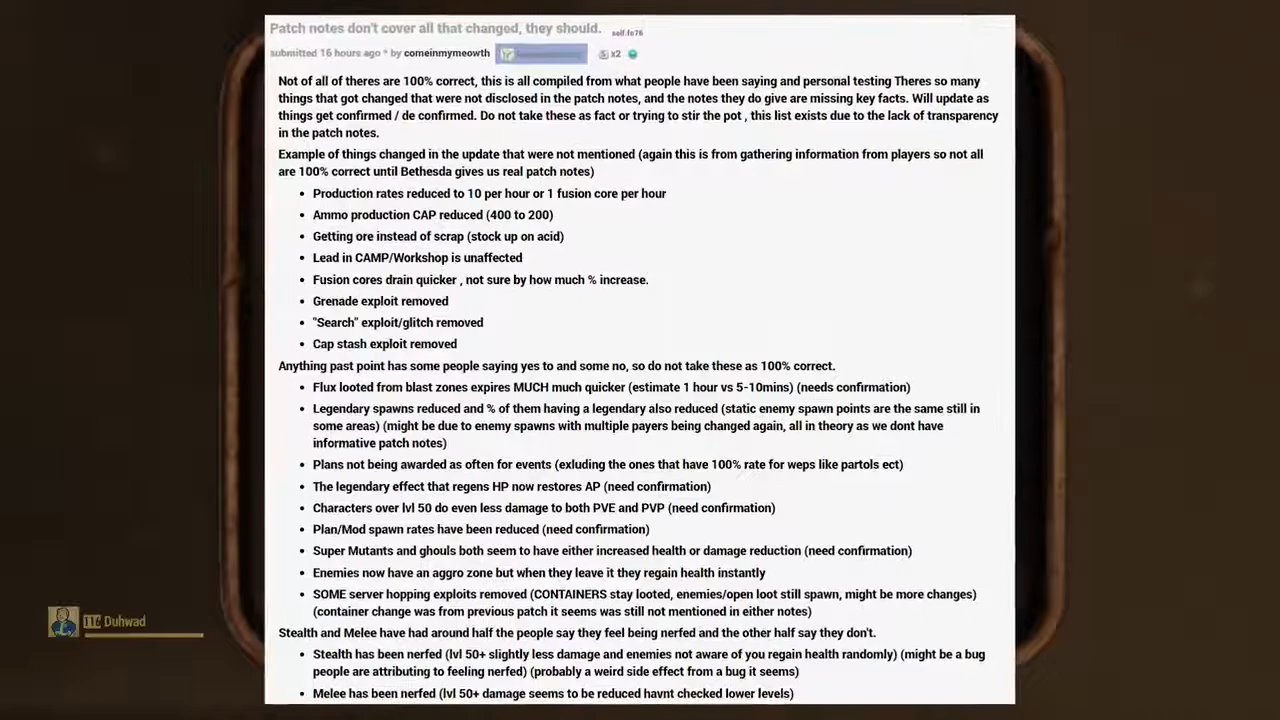 Patch notes don't cover all that changed, they should. self.fo76
submitted 16 hours ago * by comeinmymeowth x2
Not of all of theres are 100% correct, this is all compiled from what people have been saying and personal testing Theres so many
things that got changed that were not disclosed in the patch notes, and the notes they do give are missing key facts. Will update as
things get confirmed / de confirmed. Do not take these as fact or trying to stir the pot , this list exists due to the lack of transparency
in the patch notes.
Example of things changed in the update that were not mentioned (again this is from gathering information from players so not all
are 100% correct until Bethesda gives us real patch notes)
• Production rates reduced to 10 per hour or 1 fusion core per hour
• Ammo production CAP reduced (400 to 200)
• Getting ore instead of scrap (stock up on acid)
• Lead in CAMP/Workshop is unaffected
• Fusion cores drain quicker , not sure by how much % increase.
• Grenade exploit removed
• "Search" exploit/glitch removed
• Cap stash exploit removed
Anything past point has some people saying yes to and some no, so do not take these as 100% correct.
• Flux looted from blast zones expires MUCH much quicker (estimate 1 hour vs 5-10mins) (needs confirmation)
• Legendary spawns reduced and % of them having a legendary also reduced (static enemy spawn points are the same still in
some areas) (might be due to enemy spawns with multiple payers being changed again, all in theory as we dont have
informative patch notes)
• Plans not being awarded as often for events (exluding the ones that have 100% rate for weps like partols ect)
• The legendary effect that regens HP now restores AP (need confirmation)
• Characters over lvl 50 do even less damage to both PVE and PVP (need confirmation)
• Plan/Mod spawn rates have been reduced (need confirmation)
• Super Mutants and ghouls both seem to have either increased health or damage reduction (need confirmation)
• Enemies now have an aggro zone but when they leave it they regain health instantly
• SOME server hopping exploits removed (CONTAINERS stay looted, enemies/open loot still spawn, might be more changes)
(container change was from previous patch it seems was still not mentioned in either notes)
Stealth and Melee have had around half the people say they feel being nerfed and the other half say they don't.
• Stealth has been nerfed (lvl 50+ slightly less damage and enemies not aware of you regain health randomly) (might be a bug
people are attributing to feeling nerfed) (probably a weird side effect from a bug it seems)
• Melee has been nerfed (lvl 50+ damage seems to be reduced havnt checked lower levels)
114 Duhwad